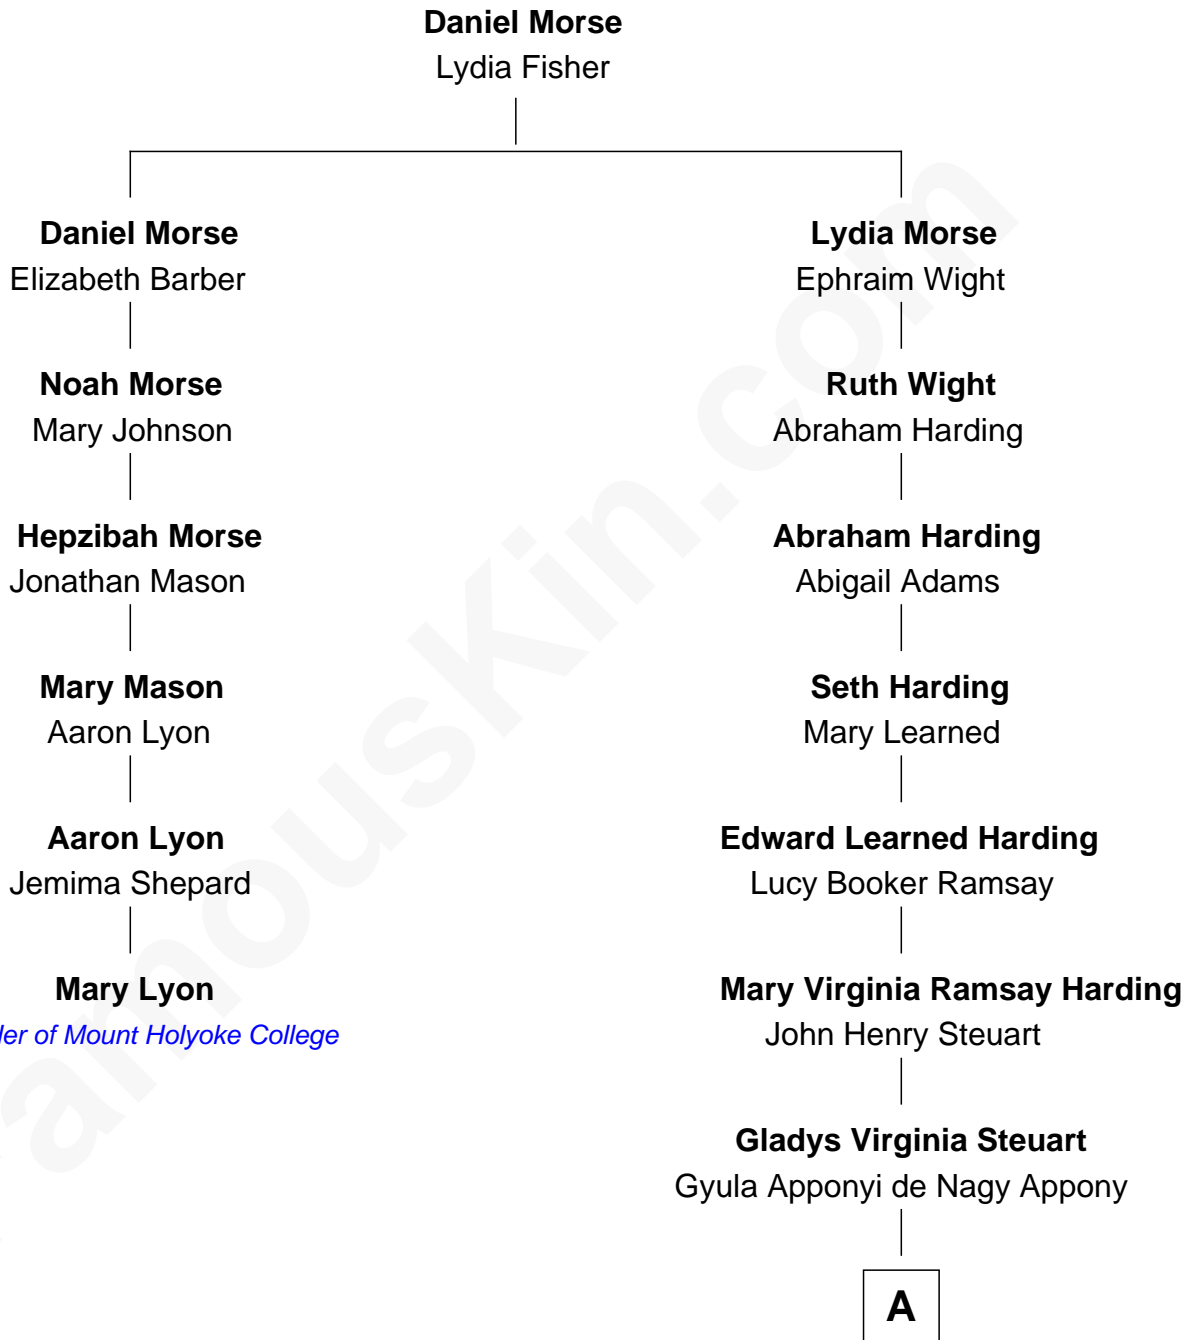 Daniel Morse
Lydia Fisher
Daniel Morse
Elizabeth Barber
Lydia Morse
Ephraim Wight
Noah Morse
Mary Johnson
Ruth Wight
Abraham Harding
Hepzibah Morse
Jonathan Mason
Abraham Harding
Abigail Adams
Mary Mason
Aaron Lyon
Seth Harding
Mary Learned
Aaron Lyon
Jemima Shepard
Edward Learned Harding
Lucy Booker Ramsay
Mary Lyon
der of Mount Holyoke College
Mary Virginia Ramsay Harding
John Henry Steuart
Gladys Virginia Steuart
Gyula Apponyi de Nagy Appony
A
amousKin.com